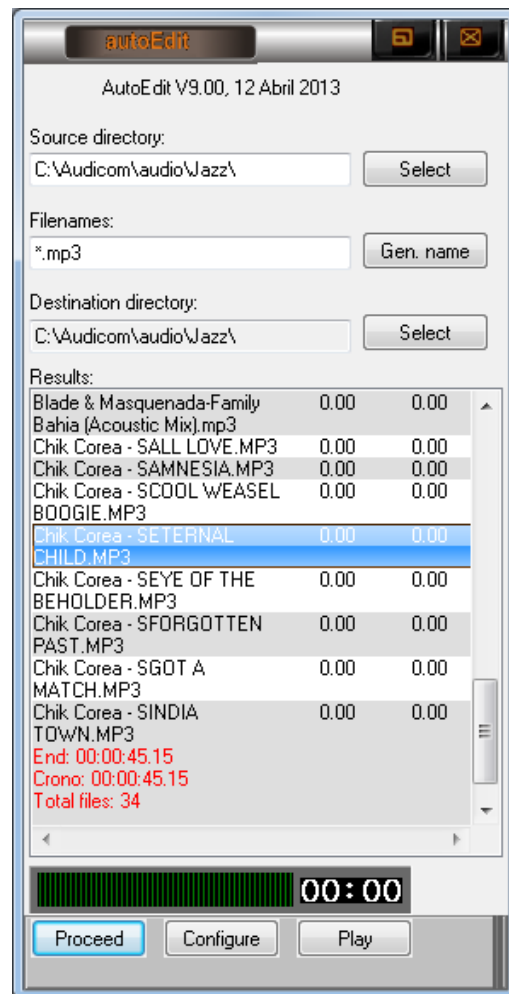 autoEdit
AutoEdit V9.00, 12 Abril 2013
Source directory:
C:\Audicom\audio\Jazz\
Select
Filenames:
*.mp3
Gen. name
Destination directory:
C:\Audicom\audio\Jazz\
Select
Results:
Blade & Masquenada-Family 0.00 0.00
Bahia (Acoustic Mix).mp3
Chik Corea - SALL LOVE.MP3 0.00 0.00
Chik Corea - SAMNESIA.MP3 0.00 0.00
Chik Corea - SCOOL WEASEL 0.00 0.00
BOOGIE.MP3
Chik Corea - SETERNAL 0.00 0.00
CHILD.MP3
Chik Corea - SEYE OF THE 0.00 0.00
BEHOLDER.MP3
Chik Corea - SFORGOTTEN 0.00 0.00
PAST.MP3
Chik Corea - SGOT A 0.00 0.00
MATCH.MP3
Chik Corea - SINDIA 0.00 0.00
TOWN.MP3
End: 00:00:45.15
Crono: 00:00:45.15
Total files: 34
00:00
Proceed Configure Play